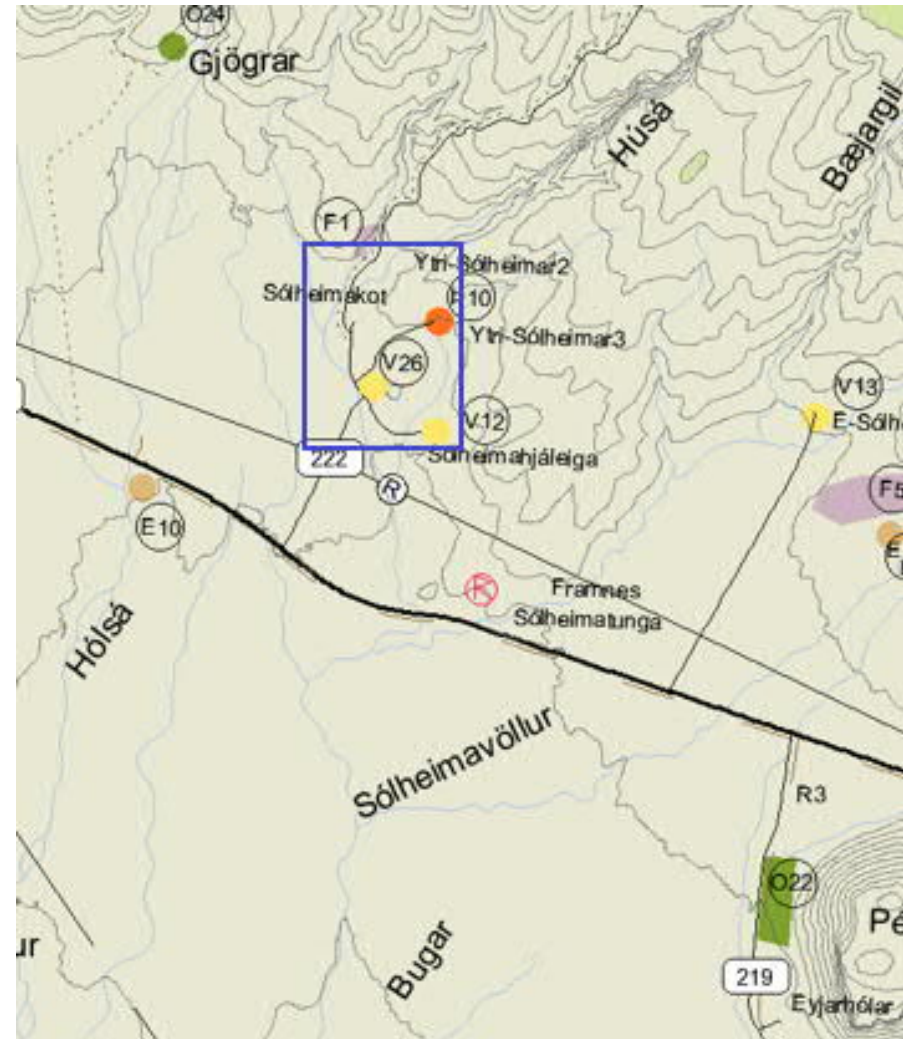 O24
Gjögrar
Húsá
Bæjargil
F1
Ytri-Sólheimar2
Sólheimakot
Ytri-Sólheimar3
V26
V13
V12
Sólheimahjáleiga
222
R
F5
E10
Framnes
Sólheimatunga
Hólsá
Sólheimavöllur
R3
O22
Bugar
219
Eyjarhólar